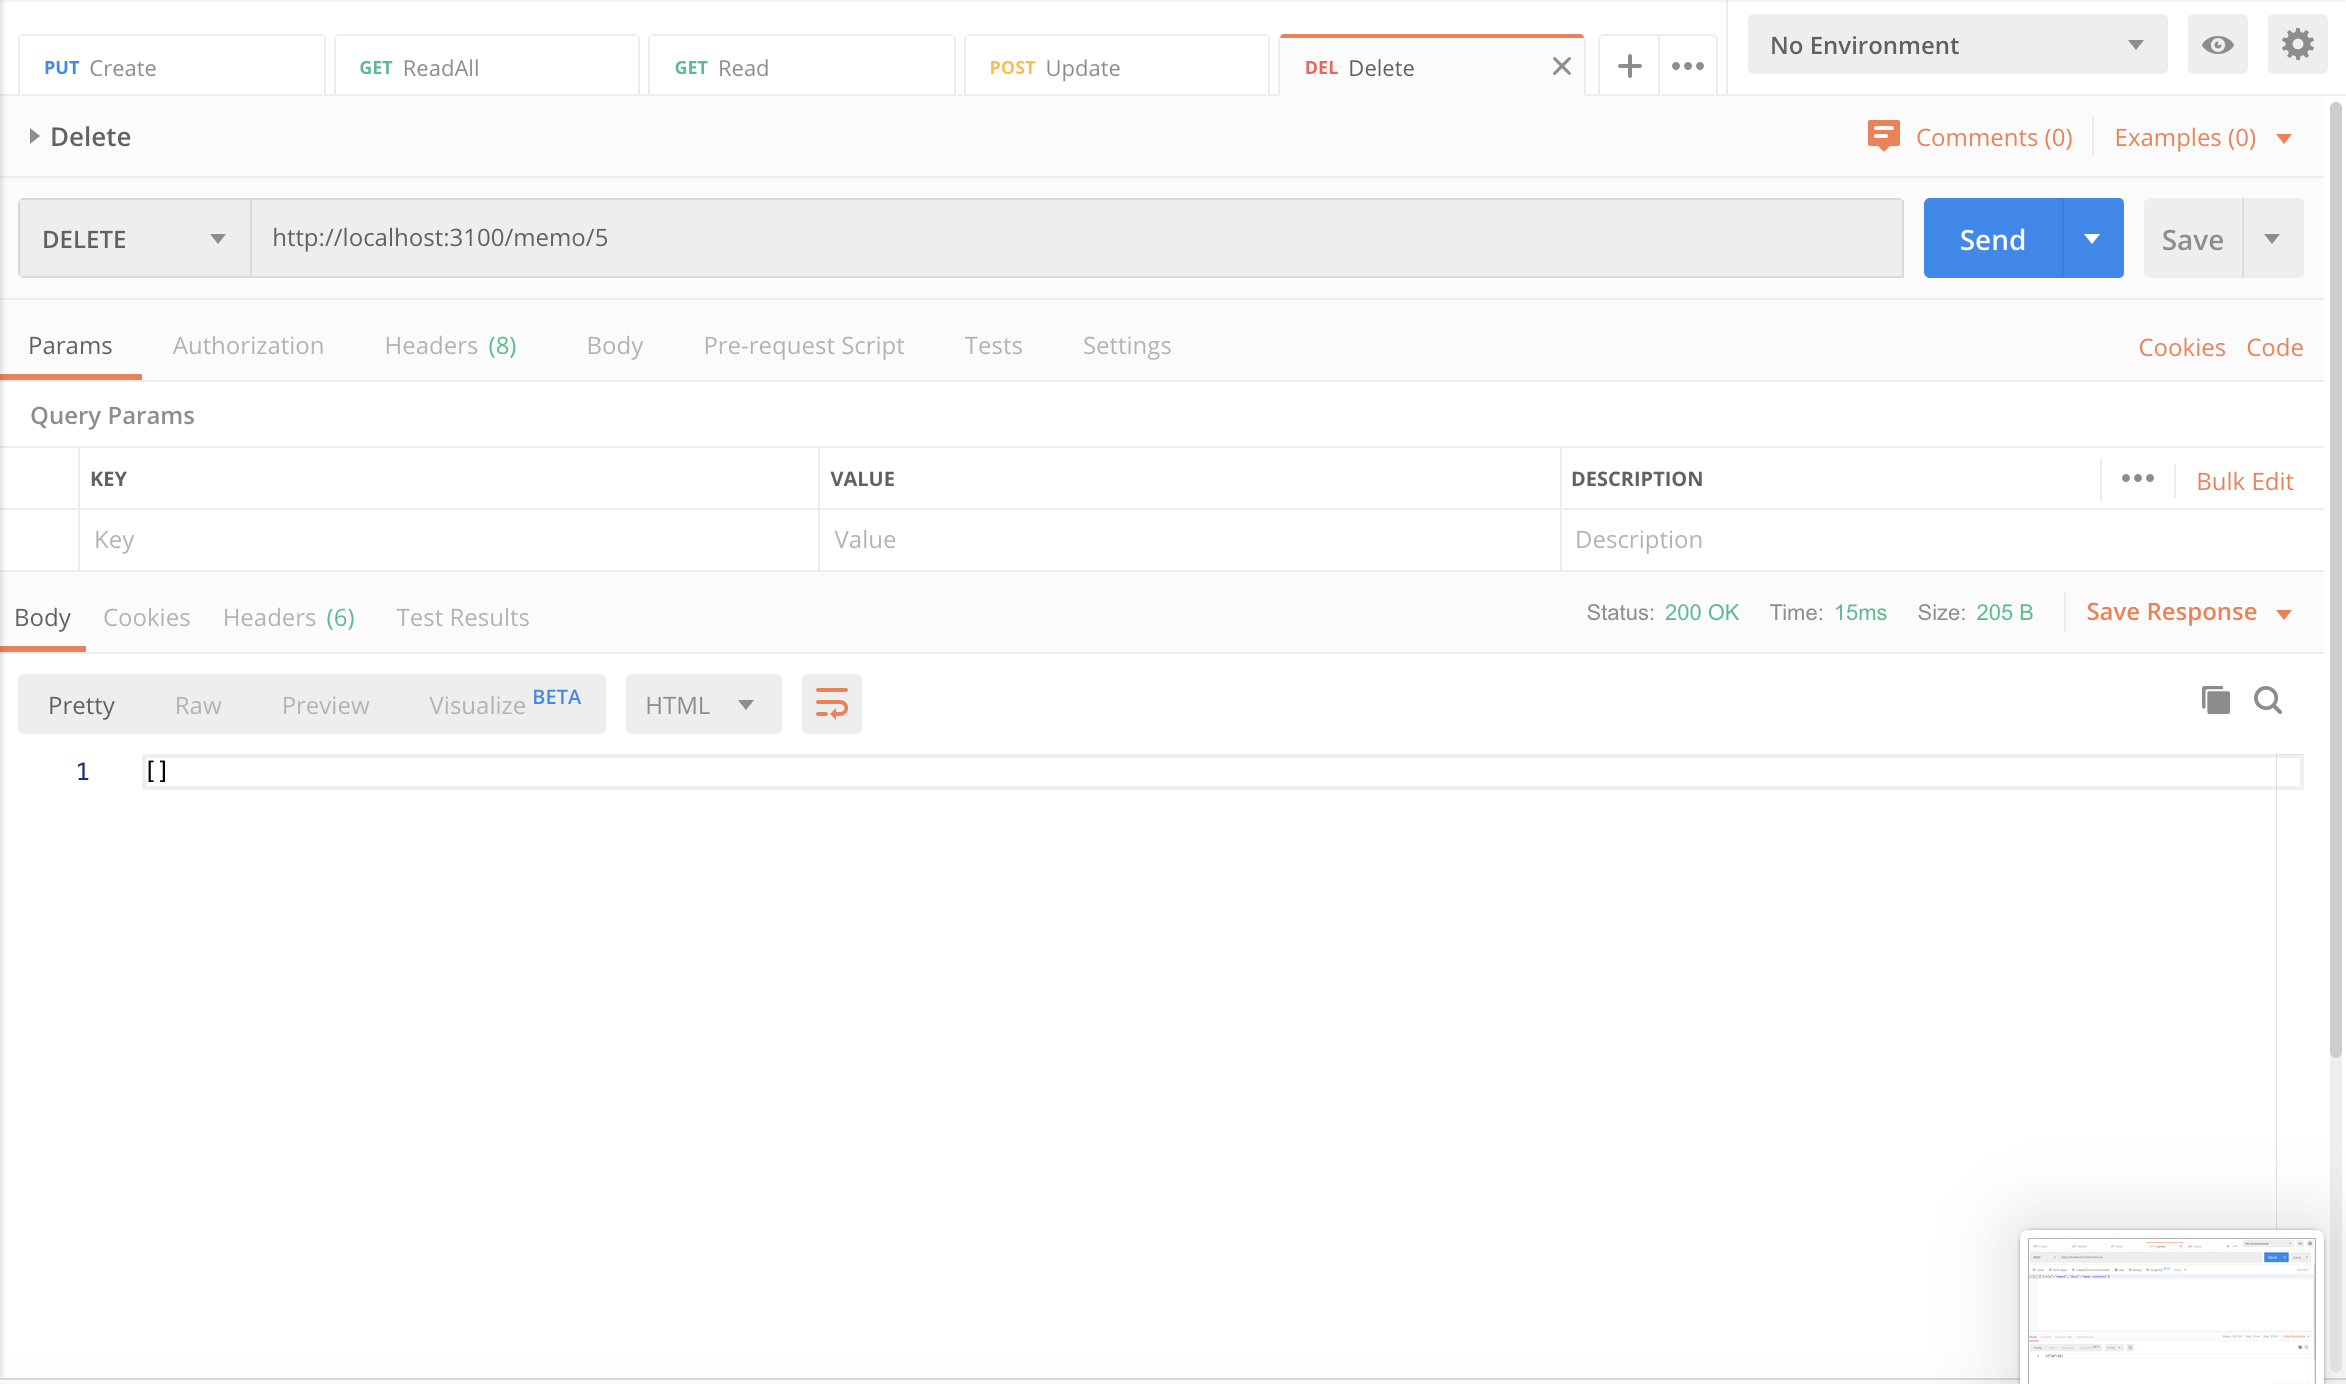 PUT Create GET ReadAll GET Read POST Update DEL Delete No Environment
Delete Comments (0) Examples (0)
DELETE http://localhost:3100/memo/5 Send Save
Params Authorization Headers (8) Body Pre-request Script Tests Settings Cookies Code
Query Params
KEY VALUE DESCRIPTION Bulk Edit
Key Value Description
Body Cookies Headers (6) Test Results Status: 200 OK Time: 15ms Size: 205 B Save Response
Pretty Raw Preview Visualize BETA HTML
1 []